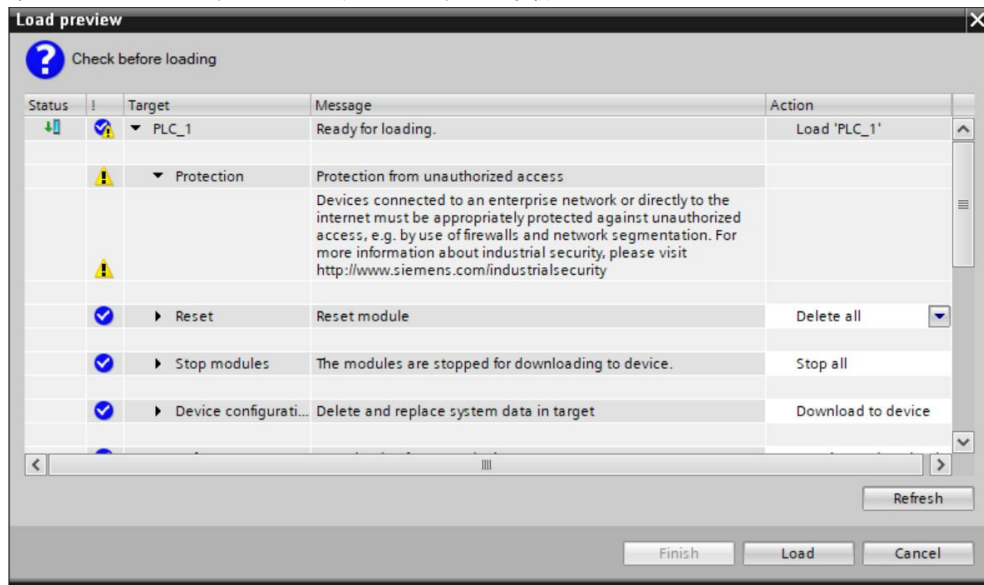 Load preview
Check before loading
Status ! Target Message Action
PLC_1 Ready for loading. Load 'PLC_1'
Protection Protection from unauthorized access
Devices connected to an enterprise network or directly to the
internet must be appropriately protected against unauthorized
access, e.g. by use of firewalls and network segmentation. For
more information about industrial security, please visit
http://www.siemens.com/industrialsecurity
Reset Reset module Delete all
Stop modules The modules are stopped for downloading to device. Stop all
Device configurati... Delete and replace system data in target Download to device
Refresh
Finish Load Cancel